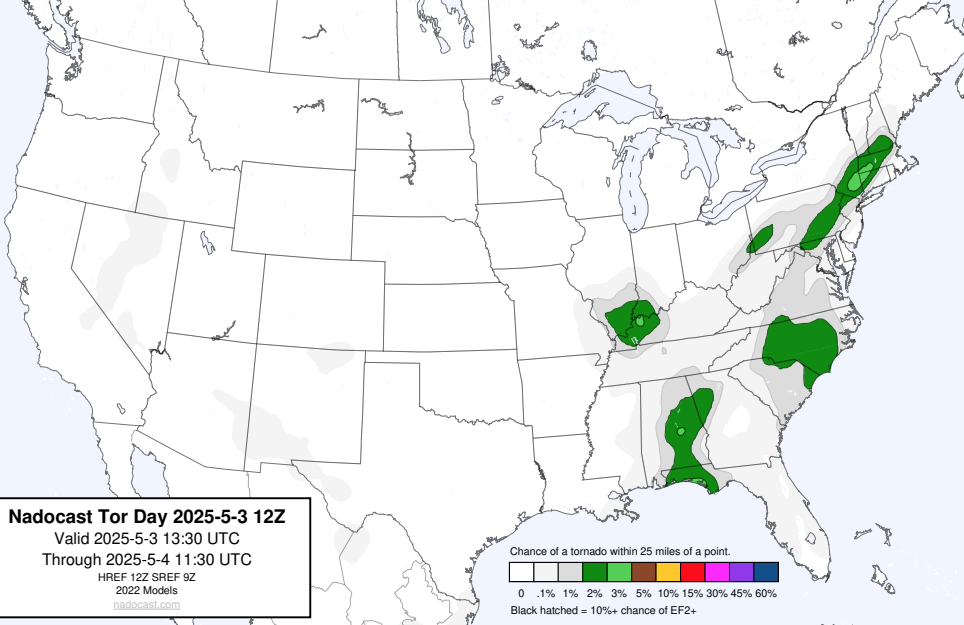 Nadocast Tor Day 2025-5-3 12Z
Valid 2025-5-3 13:30 UTC
Through 2025-5-4 11:30 UTC
HREF 12Z SREF 9Z
2022 Models
nadocast.com
Chance of a tornado within 25 miles of a point.
0 .1% 1% 2% 3% 5% 10% 15% 30% 45% 60%
Black hatched = 10%+ chance of EF2+